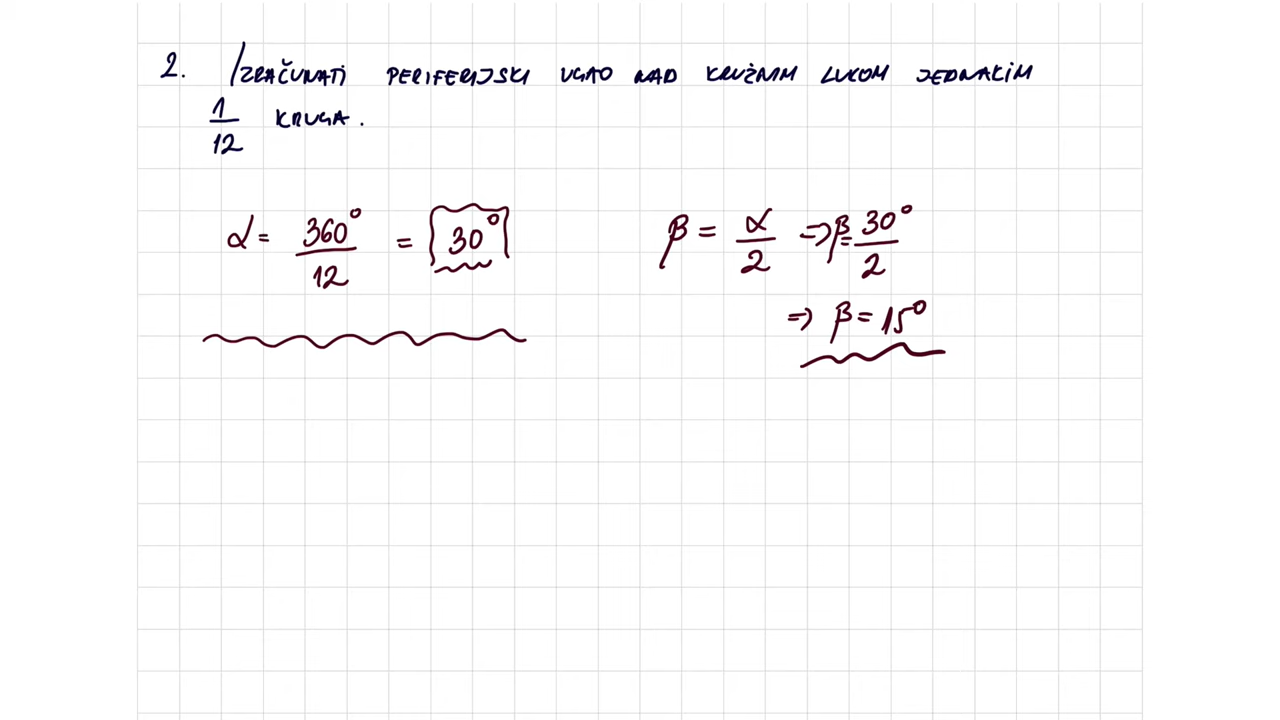 2. IZRAČUNATI PERIFERIJSKI UGAO NAD KRUŽNIM LUKOM JEDNAKIM
1/12 KRUGA.
α = 360°/12 = 30°
β = α/2 => β = 30°/2
=> β = 15°